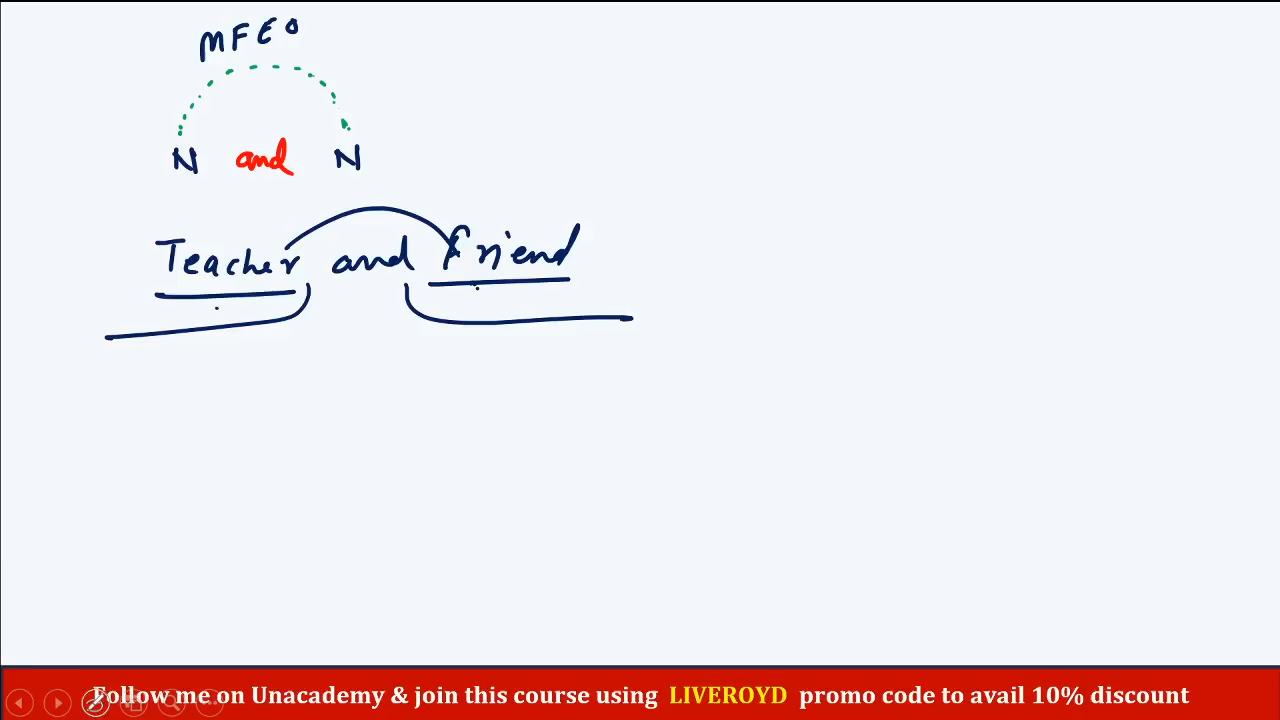 MFEO
N and N
Teacher and friend
Follow me on Unacademy & join this course using LIVEROYD promo code to avail 10% discount